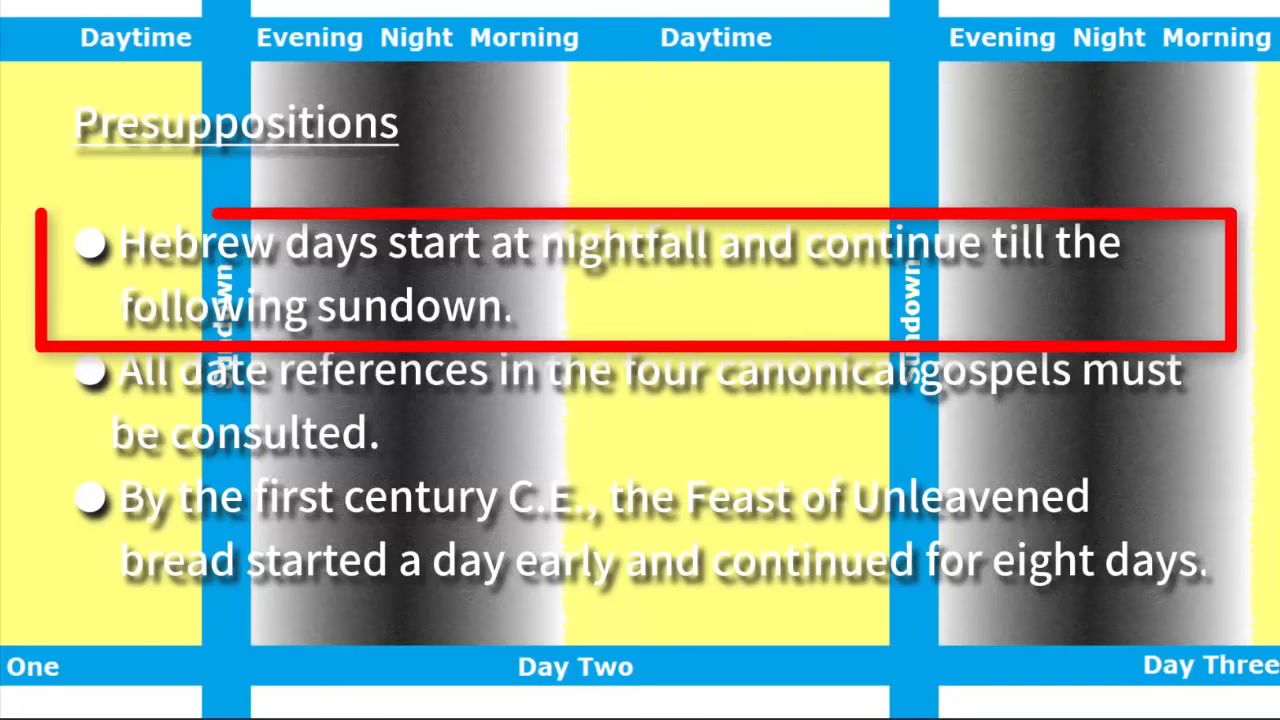 Daytime Evening Night Morning Daytime Evening Night Morning
Presuppositions
● Hebrew days start at nightfall and continue till the
following sundown.
● All date references in the four canonical gospels must
be consulted.
● By the first century C.E., the Feast of Unleavened
bread started a day early and continued for eight days.
Sundown
Sundown
One Day Two Day Three